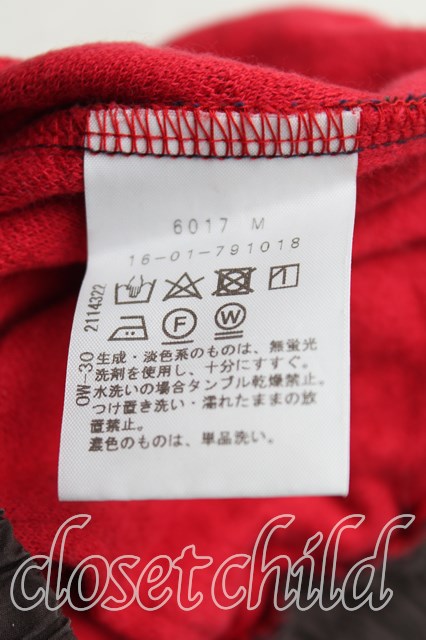 6017 M
16-01-791018
OW-30 2114322
F
W
生成・淡色系のものは、無蛍光
洗剤を使用し、十分にすすぐ。
水洗いの場合タンブル乾燥禁止。
つけ置き洗い・濡れたままの放
置禁止。
濃色のものは、単品洗い。
closetchild